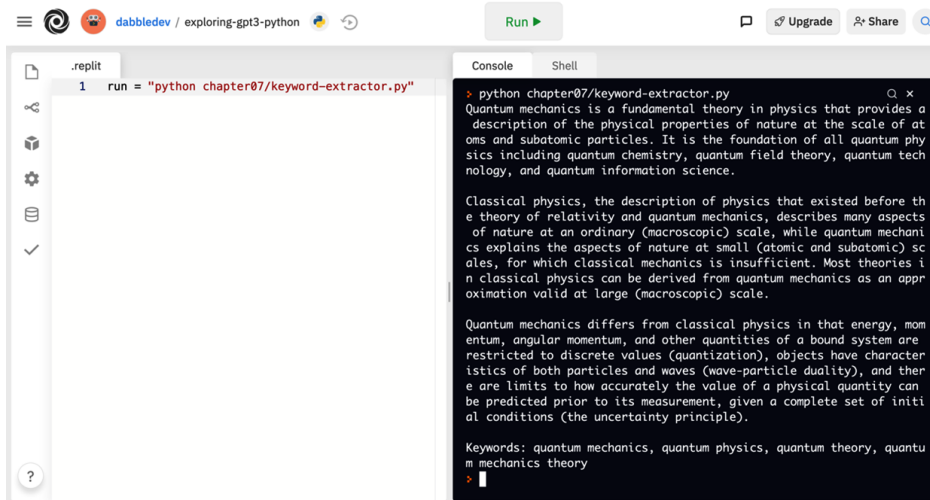 dabbledev / exploring-gpt3-python
Run
Upgrade
Share
.replit
1 run = "python chapter07/keyword-extractor.py"
Console
Shell
> python chapter07/keyword-extractor.py
Quantum mechanics is a fundamental theory in physics that provides a
description of the physical properties of nature at the scale of at
oms and subatomic particles. It is the foundation of all quantum phy
sics including quantum chemistry, quantum field theory, quantum tech
nology, and quantum information science.
Classical physics, the description of physics that existed before th
e theory of relativity and quantum mechanics, describes many aspects
of nature at an ordinary (macroscopic) scale, while quantum mechani
cs explains the aspects of nature at small (atomic and subatomic) sc
ales, for which classical mechanics is insufficient. Most theories i
n classical physics can be derived from quantum mechanics as an appr
oximation valid at large (macroscopic) scale.
Quantum mechanics differs from classical physics in that energy, mom
entum, angular momentum, and other quantities of a bound system are
restricted to discrete values (quantization), objects have character
istics of both particles and waves (wave-particle duality), and ther
e are limits to how accurately the value of a physical quantity can
be predicted prior to its measurement, given a complete set of initi
al conditions (the uncertainty principle).
Keywords: quantum mechanics, quantum physics, quantum theory, quantu
m mechanics theory
>
?